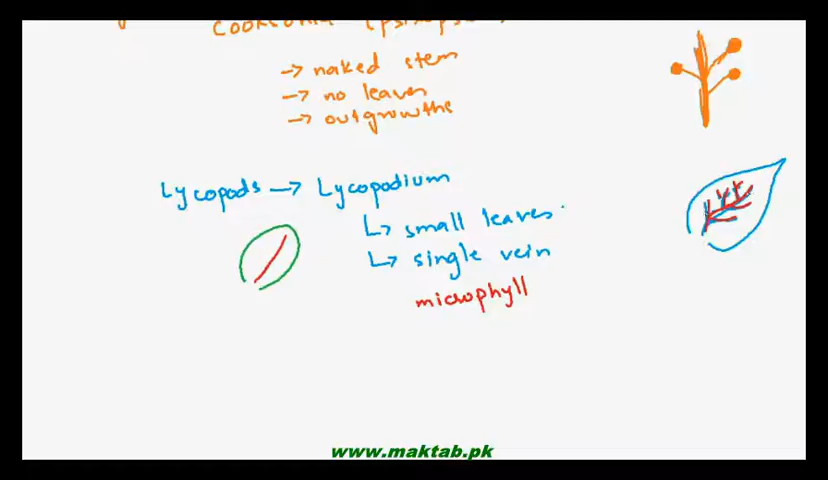 -> naked stem
-> no leaves
-> outgrowths
Lycopods -> Lycopodium
↳ small leaves
↳ single vein
microphyll
www.maktab.pk